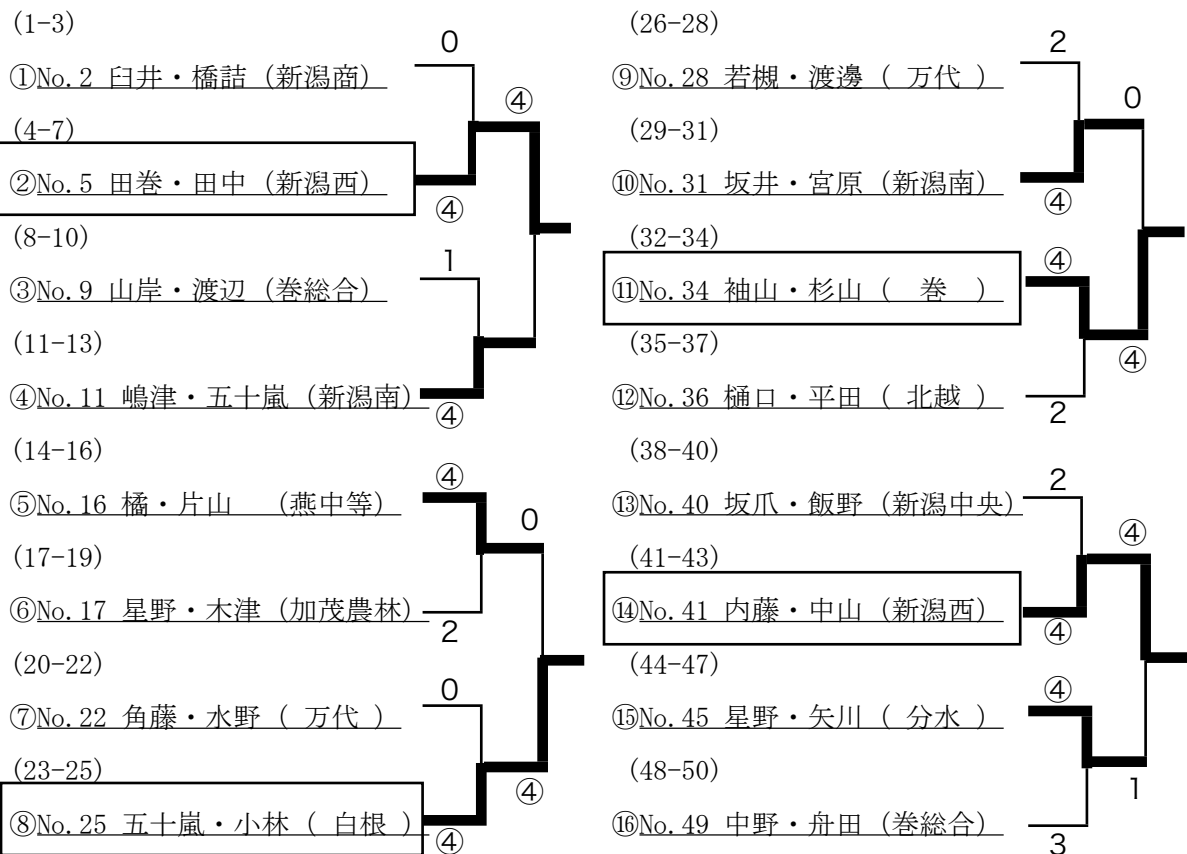 (1-3)
0
①No.2 臼井・橋詰（新潟商）
④
(4-7)
②No.5 田巻・田中（新潟西）
④
(8-10)
1
③No.9 山岸・渡辺（巻総合）
(11-13)
④No.11 嶋津・五十嵐（新潟南）
④
(14-16)
④
⑤No.16 橘・片山　（燕中等）
0
(17-19)
⑥No.17 星野・木津（加茂農林）
2
(20-22)
0
⑦No.22 角藤・水野（ 万代 ）
(23-25)
④
⑧No.25 五十嵐・小林（ 白根 ）
④
(26-28)
2
⑨No.28 若槻・渡邊（ 万代 ）
0
(29-31)
⑩No.31 坂井・宮原（新潟南）
④
(32-34)
④
⑪No.34 袖山・杉山（　巻　）
(35-37)
④
⑫No.36 樋口・平田（ 北越 ）
2
(38-40)
2
⑬No.40 坂爪・飯野（新潟中央）
④
(41-43)
⑭No.41 内藤・中山（新潟西）
④
(44-47)
④
⑮No.45 星野・矢川（ 分水 ）
(48-50)
1
⑯No.49 中野・舟田（巻総合）
3